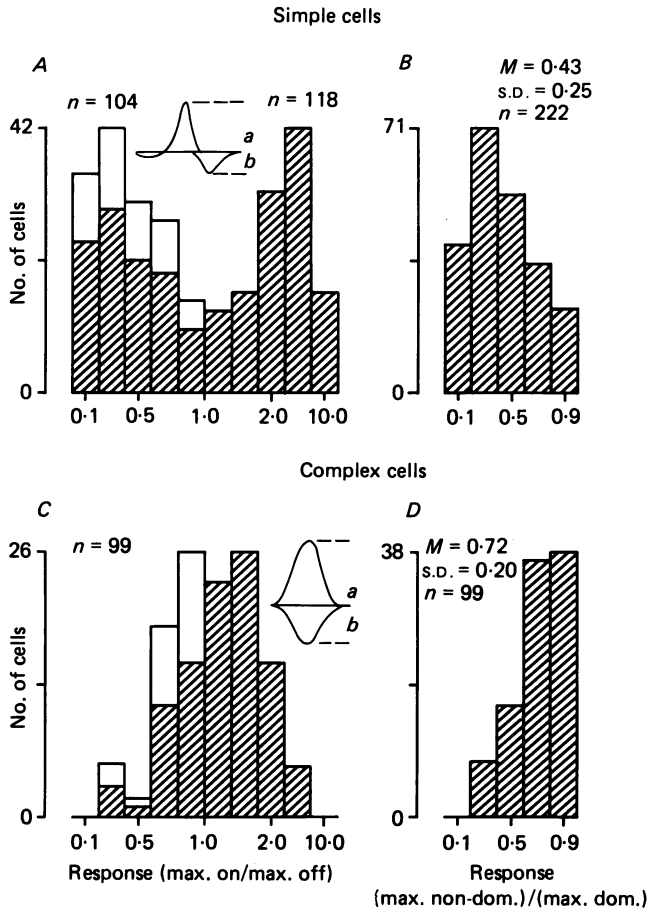 Simple cells
A
n = 104
n = 118
a
b
42
0
No. of cells
0·1 0·5 1·0 2·0 10·0
B
M = 0·43
S.D. = 0·25
n = 222
71
0
0·1 0·5 0·9
Complex cells
C
n = 99
a
b
26
0
No. of cells
0·1 0·5 1·0 2·0 10·0
Response (max. on/max. off)
D
M = 0·72
S.D. = 0·20
n = 99
38
0
0·1 0·5 0·9
Response
(max. non-dom.)/(max. dom.)